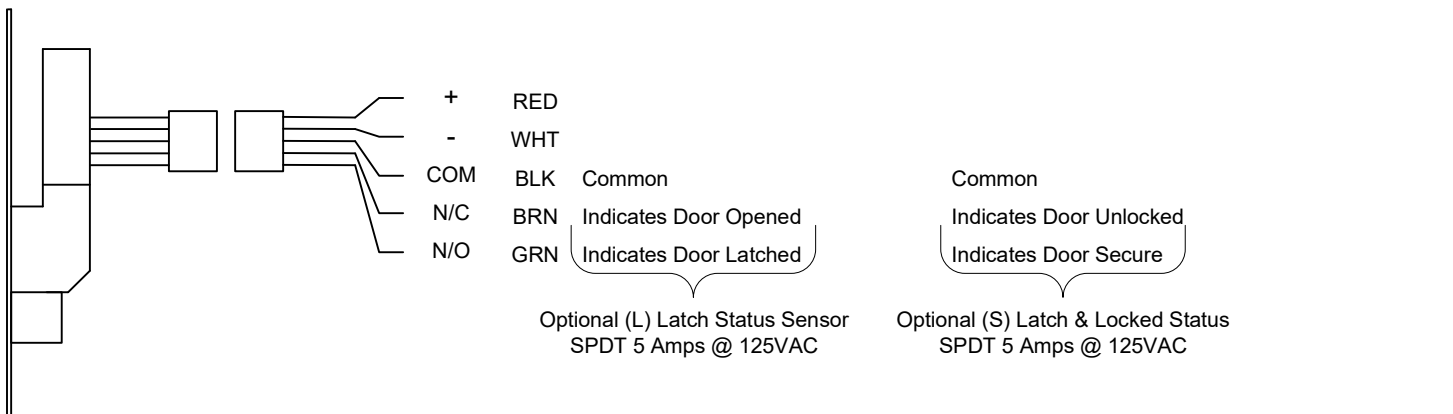 + RED
- WHT
COM BLK Common Common
N/C BRN Indicates Door Opened Indicates Door Unlocked
N/O GRN Indicates Door Latched Indicates Door Secure
Optional (L) Latch Status Sensor Optional (S) Latch & Locked Status
SPDT 5 Amps @ 125VAC SPDT 5 Amps @ 125VAC